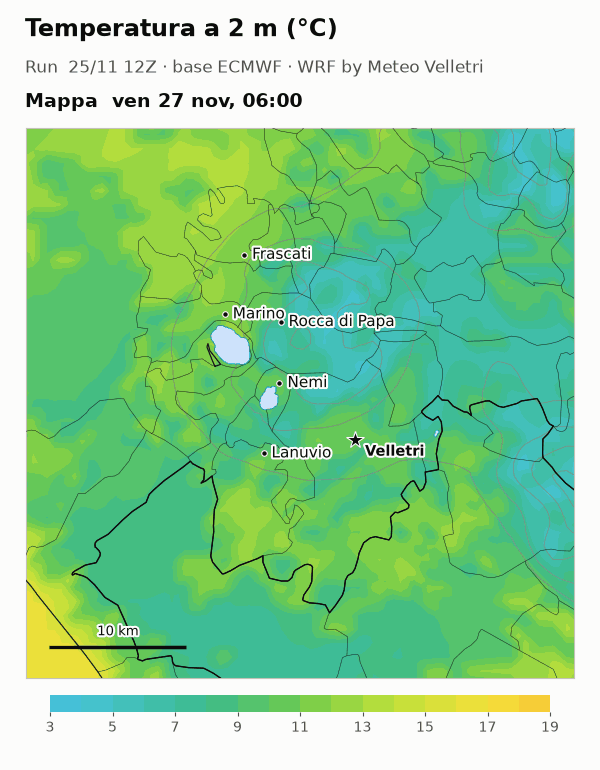 Temperatura a 2 m (°C)
Run  25/11 12Z · base ECMWF · WRF by Meteo Velletri
Mappa  ven 27 nov, 06:00
Frascati
Marino
Rocca di Papa
Nemi
Velletri
Lanuvio
10 km
3 5 7 9 11 13 15 17 19